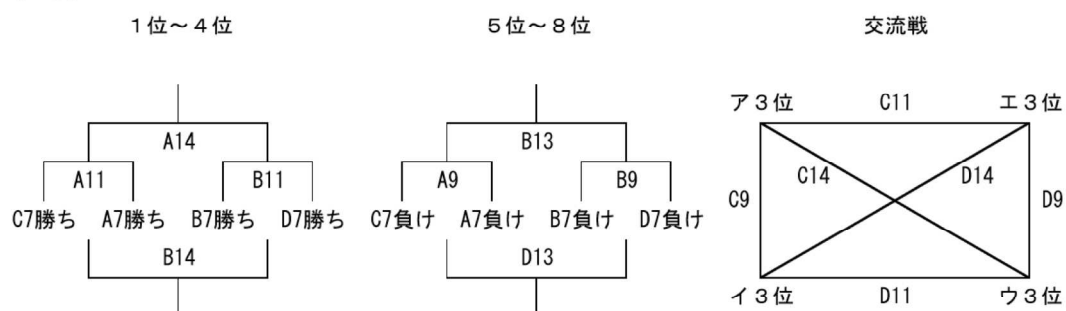 １位～４位 ５位～８位 交流戦
ア３位 C11 エ３位
A14 B13
A11 B11 A9 B9 C14 D14
C9 D9
C7勝ち A7勝ち B7勝ち D7勝ち C7負け A7負け B7負け D7負け
B14 D13
イ３位 D11 ウ３位